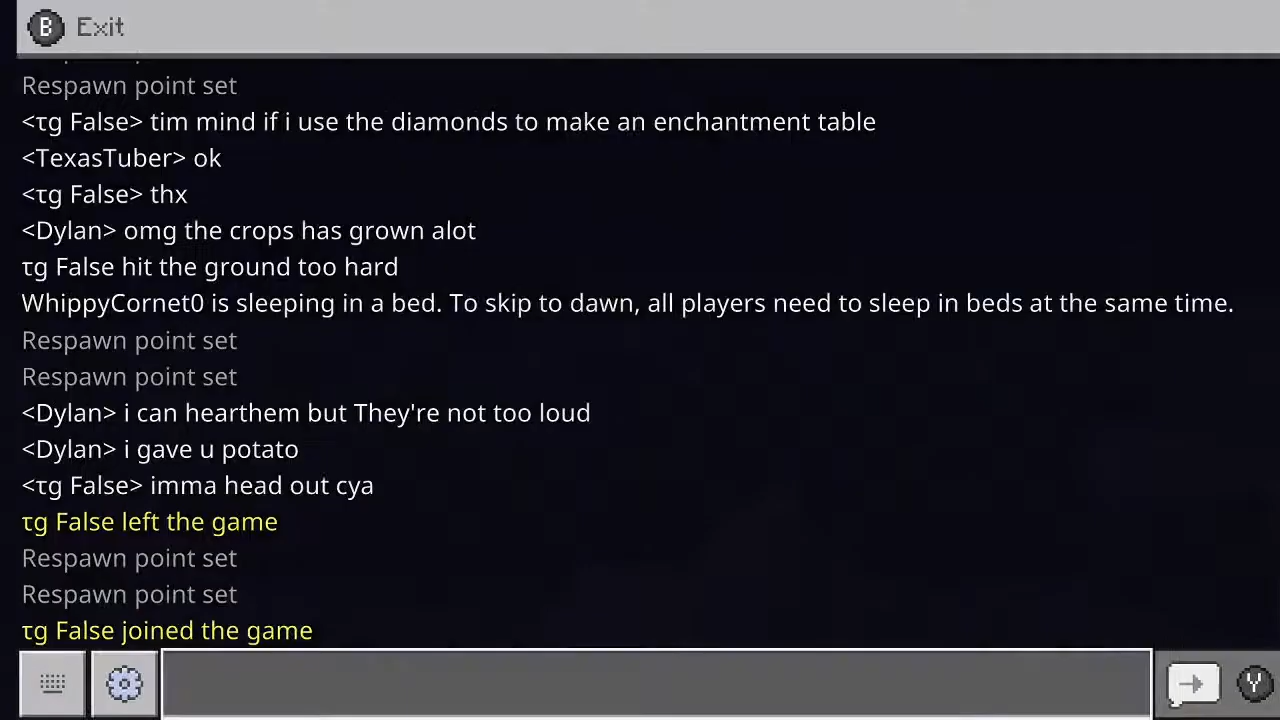 B Exit
Respawn point set
<τg False> tim mind if i use the diamonds to make an enchantment table
<TexasTuber> ok
<τg False> thx
<Dylan> omg the crops has grown alot
τg False hit the ground too hard
WhippyCornet0 is sleeping in a bed. To skip to dawn, all players need to sleep in beds at the same time.
Respawn point set
Respawn point set
<Dylan> i can hearthem but They're not too loud
<Dylan> i gave u potato
<τg False> imma head out cya
τg False left the game
Respawn point set
Respawn point set
τg False joined the game
Y